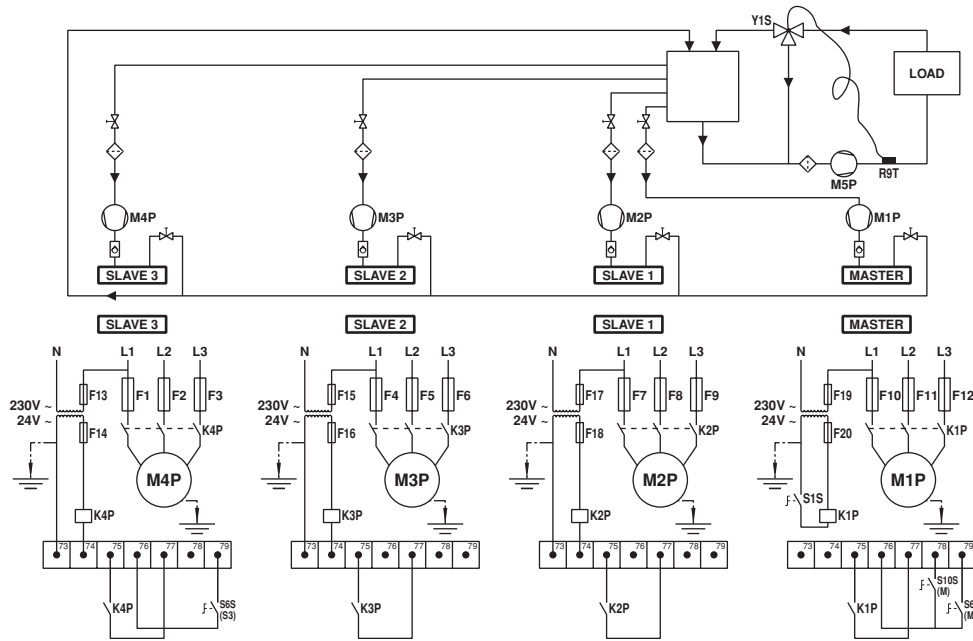 Y1S
LOAD
M5P
R9T
M4P
M3P
M2P
M1P
SLAVE 3
SLAVE 2
SLAVE 1
MASTER
SLAVE 3
SLAVE 2
SLAVE 1
MASTER
N L1 L2 L3
F13 F1 F2 F3
230V ~
24V ~
F14
K4P
M4P
K4P
73 74 75 76 77 78 79
K4P
S6S
(S3)
N L1 L2 L3
F15 F4 F5 F6
230V ~
24V ~
F16
K3P
M3P
K3P
73 74 75 76 77 78 79
K3P
N L1 L2 L3
F17 F7 F8 F9
230V ~
24V ~
F18
K2P
M2P
K2P
73 74 75 76 77 78 79
K2P
N L1 L2 L3
F19 F10 F11 F12
230V ~
24V ~
F20
K1P
M1P
S1S
K1P
73 74 75 76 77 78 79
K1P
S10S
(M)
S6
(M